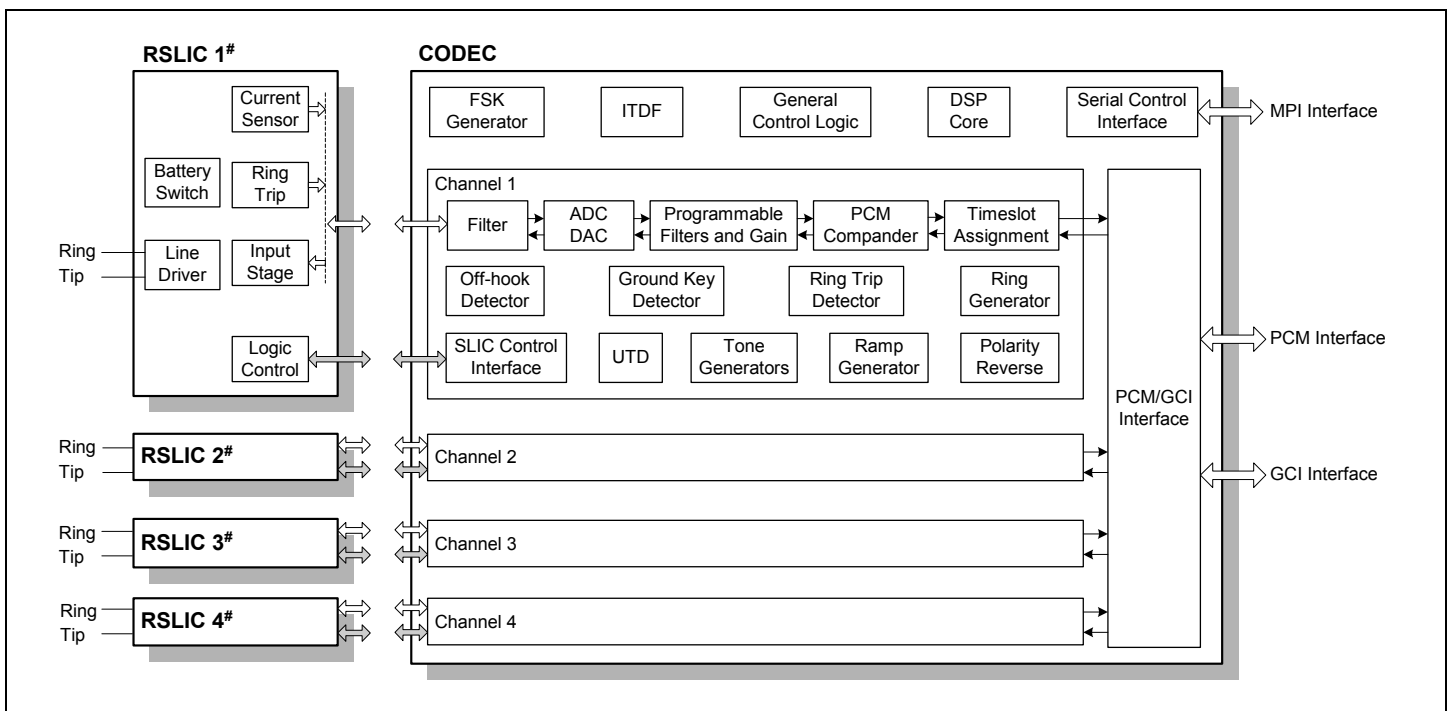 RSLIC 1#
CODEC
Current
Sensor
FSK
Generator
ITDF
General
Control Logic
DSP
Core
Serial Control
Interface
MPI Interface
Battery
Switch
Ring
Trip
Channel 1
Filter
ADC
DAC
Programmable
Filters and Gain
PCM
Compander
Timeslot
Assignment
Ring
Tip
Line
Driver
Input
Stage
Off-hook
Detector
Ground Key
Detector
Ring Trip
Detector
Ring
Generator
Logic
Control
SLIC Control
Interface
UTD
Tone
Generators
Ramp
Generator
Polarity
Reverse
PCM Interface
PCM/GCI
Interface
Ring
Tip
RSLIC 2#
Channel 2
GCI Interface
Ring
Tip
RSLIC 3#
Channel 3
Ring
Tip
RSLIC 4#
Channel 4